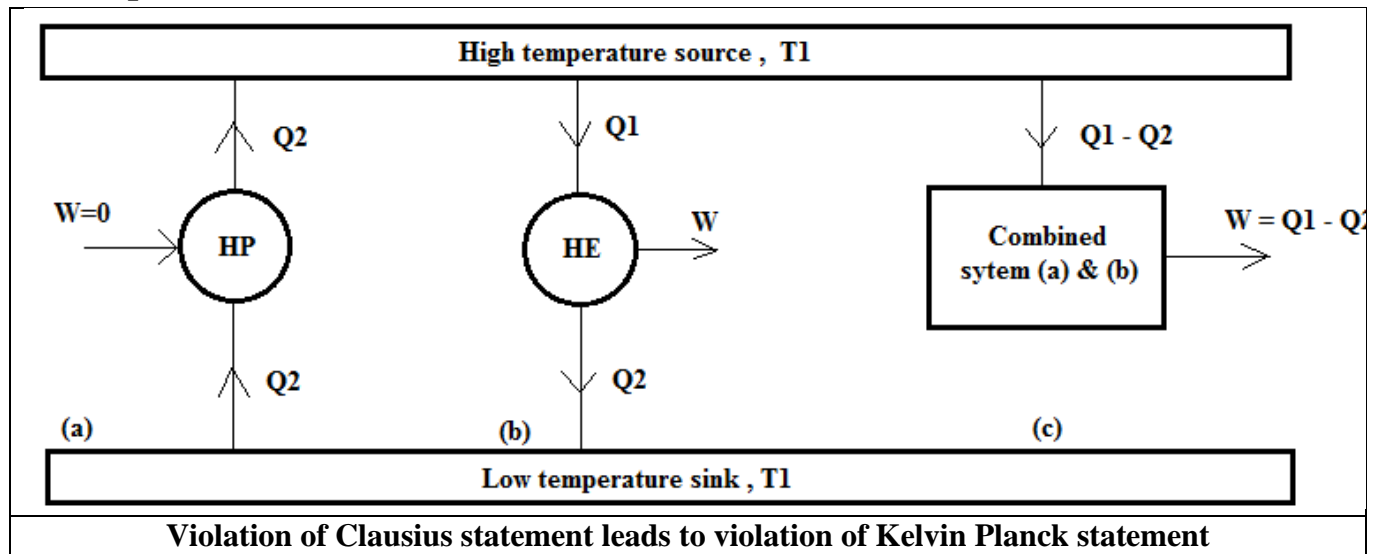 High temperature source , T1
Q2
Q1
Q1 - Q2
W=0
HP
HE
W
Combined
sytem (a) & (b)
W = Q1 - Q2
Q2
Q2
(a)
(b)
(c)
Low temperature sink , T1
Violation of Clausius statement leads to violation of Kelvin Planck statement